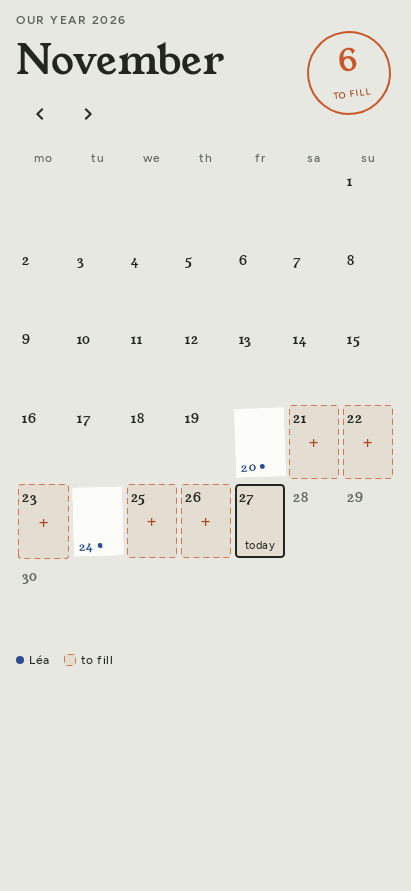 OUR YEAR 2026
November
6
TO FILL
mo tu we th fr sa su
1
2 3 4 5 6 7 8
9 10 11 12 13 14 15
16 17 18 19 20 21 + 22 +
23 + 24 25 + 26 + 27 today 28 29
30
Léa to fill